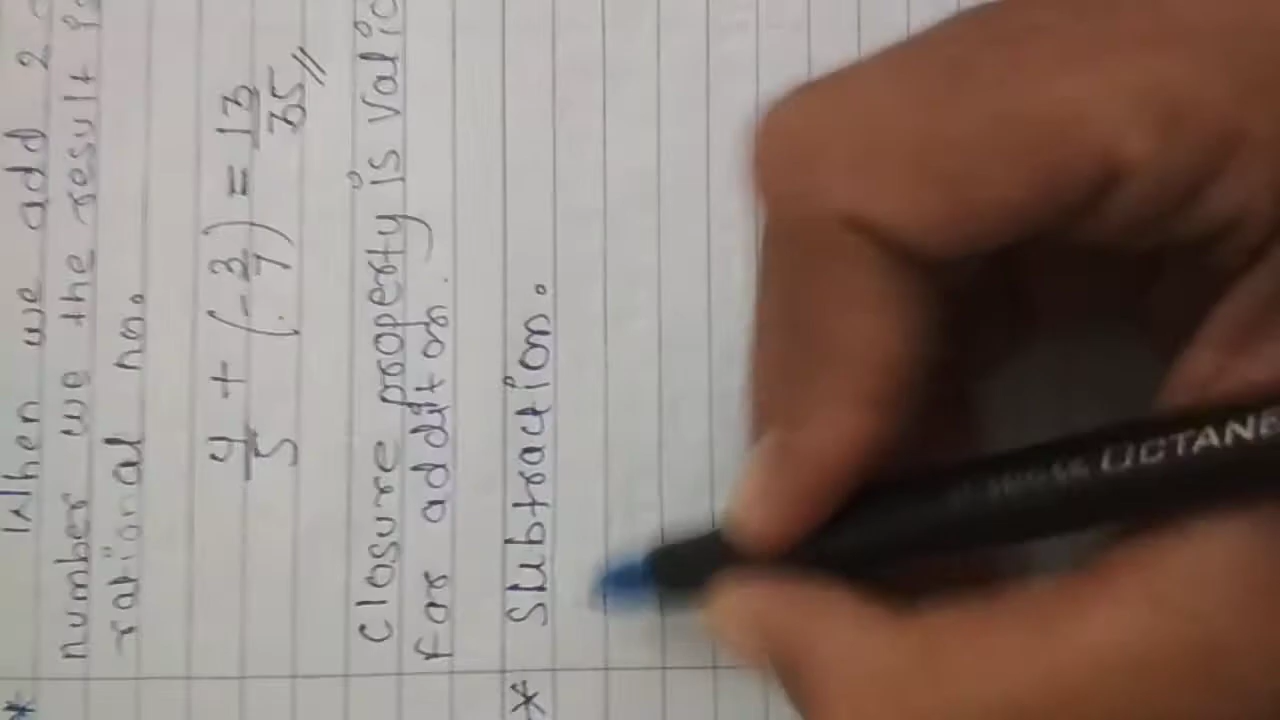 * When we add 2
number we the result
rational no.
4/5 + (-3/7) = 13/35 //
Closure property is valid
for additon.
* Subtraction.
OCTANE